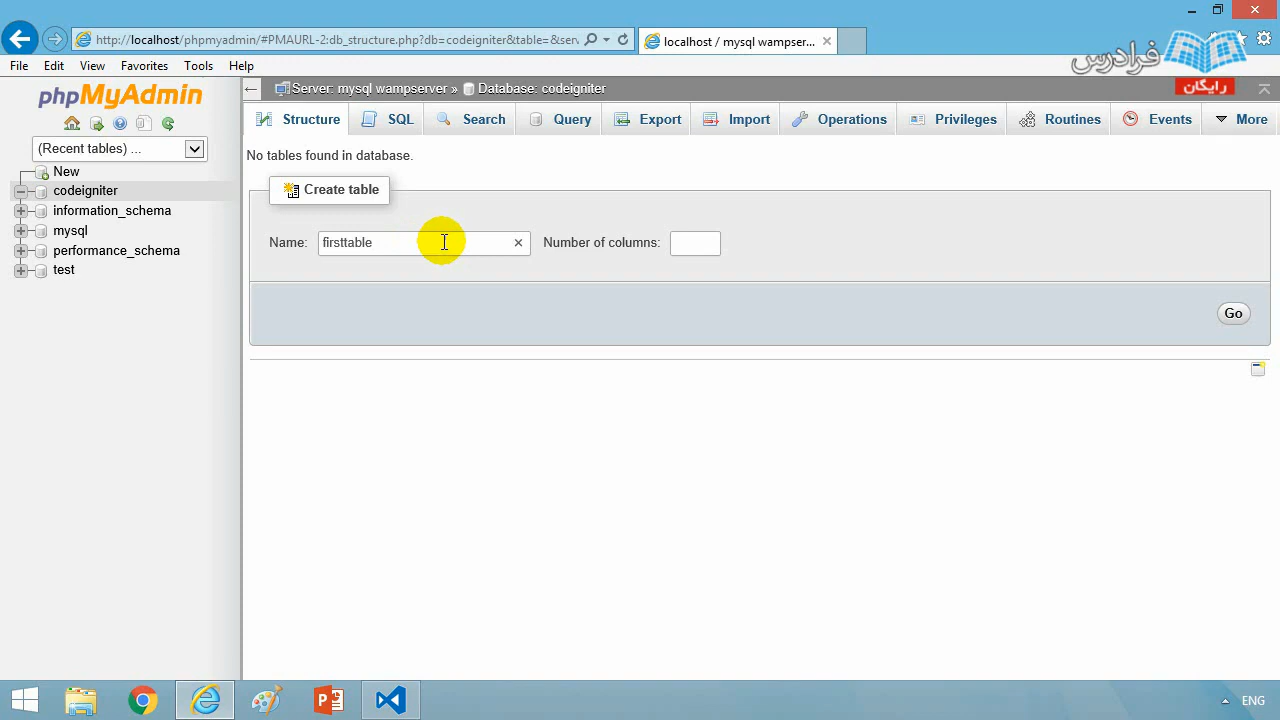 http://localhost/phpmyadmin/#PMAURL-2:db_structure.php?db=codeigniter&table=&serv
localhost / mysql wampser...
File Edit View Favorites Tools Help
فرادرس
رایگان
phpMyAdmin
Server: mysql wampserver » Database: codeigniter
Structure SQL Search Query Export Import Operations Privileges Routines Events More
(Recent tables) ...
New
codeigniter
information_schema
mysql
performance_schema
test
No tables found in database.
Create table
Name: firsttable Number of columns:
Go
ENG